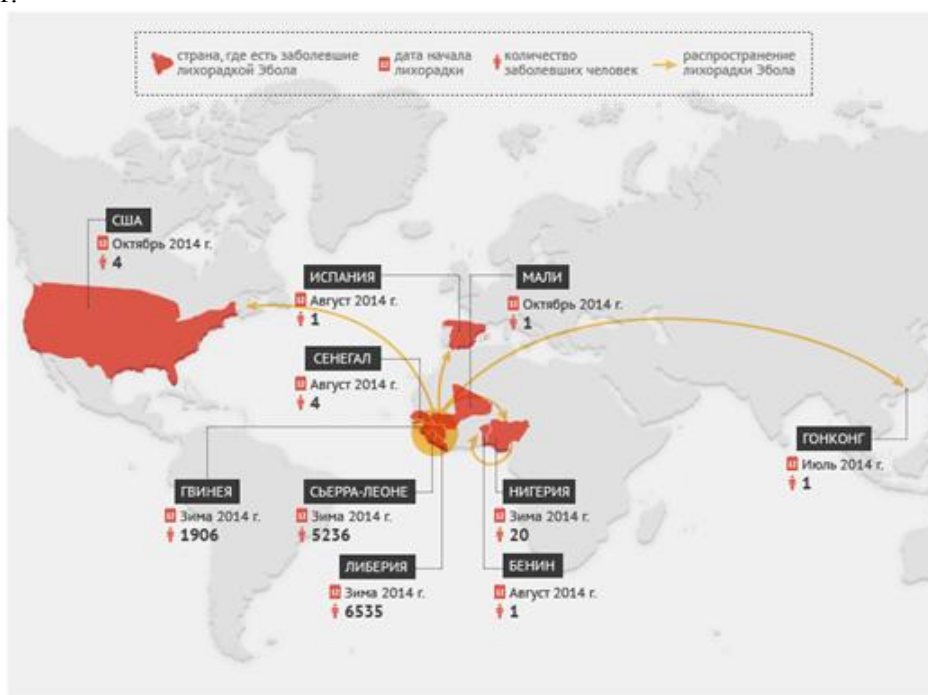 страна, где есть заболевшие
лихорадкой Эбола
дата начала
лихорадки
количество
заболевших человек
распространение
лихорадки Эбола
США
Октябрь 2014 г.
4
ИСПАНИЯ
Август 2014 г.
1
МАЛИ
Октябрь 2014 г.
1
СЕНЕГАЛ
Август 2014 г.
4
ГОНКОНГ
Июль 2014 г.
1
ГВИНЕЯ
Зима 2014 г.
1906
СЬЕРРА-ЛЕОНЕ
Зима 2014 г.
5236
НИГЕРИЯ
Зима 2014 г.
20
ЛИБЕРИЯ
Зима 2014 г.
6535
БЕНИН
Август 2014 г.
1